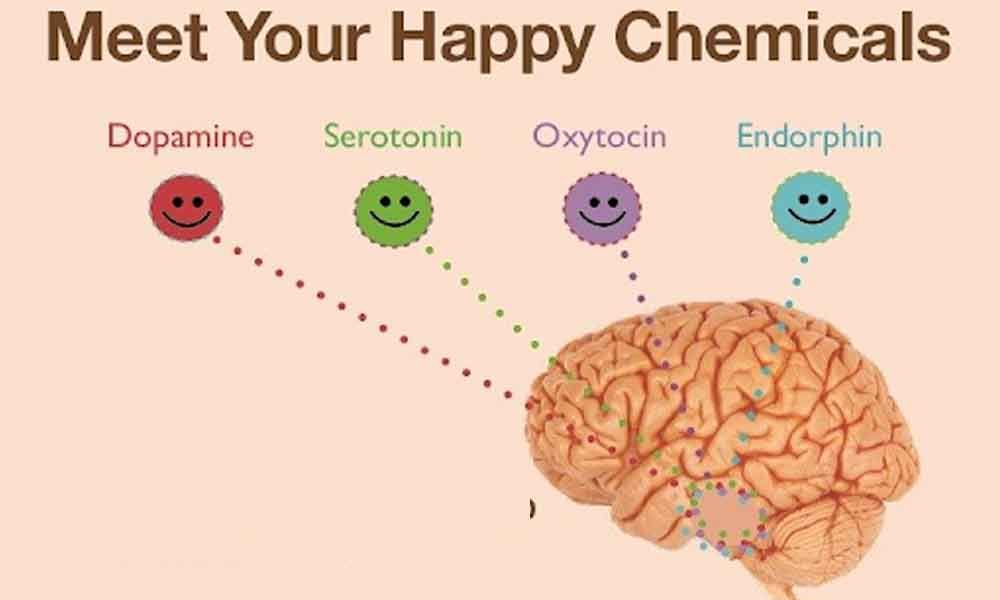 Meet Your Happy Chemicals
Dopamine Serotonin Oxytocin Endorphin